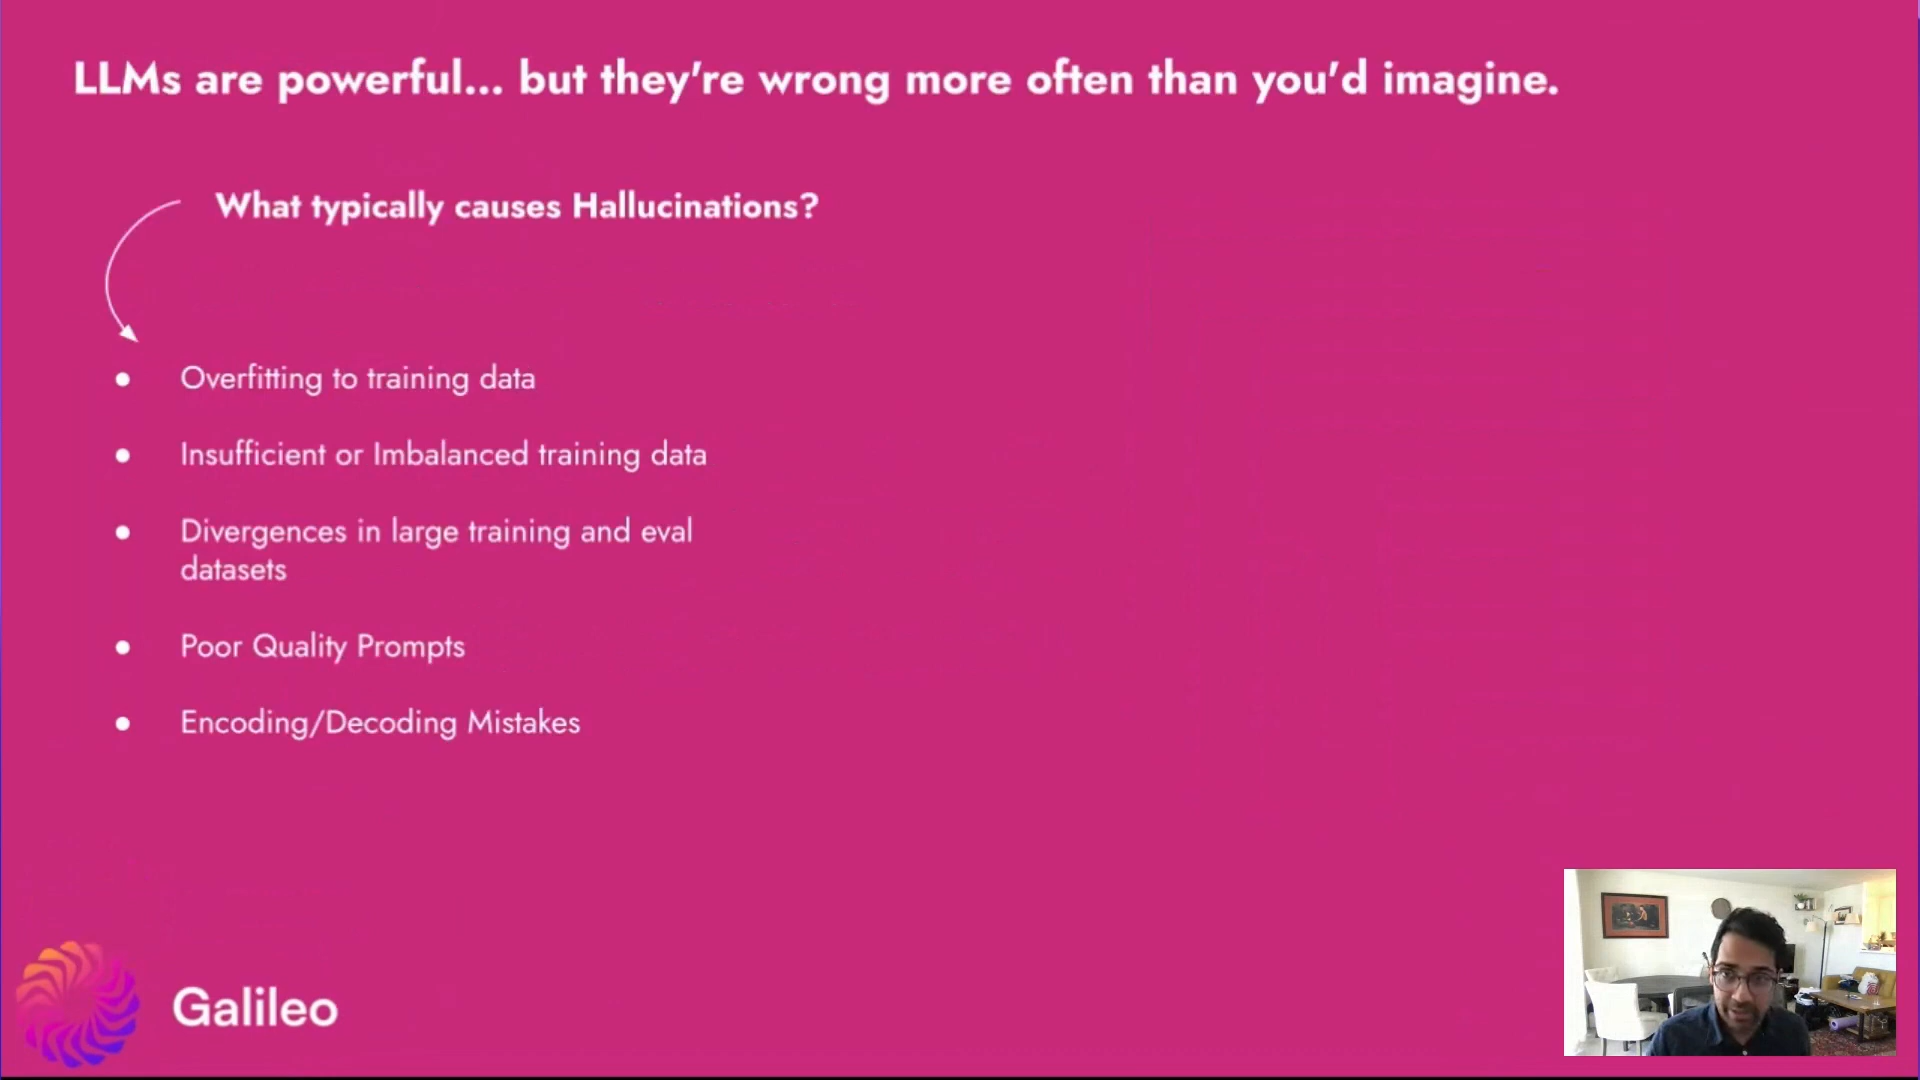 LLMs are powerful... but they're wrong more often than you'd imagine.
What typically causes Hallucinations?
● Overfitting to training data
● Insufficient or Imbalanced training data
● Divergences in large training and eval
datasets
● Poor Quality Prompts
● Encoding/Decoding Mistakes
Galileo